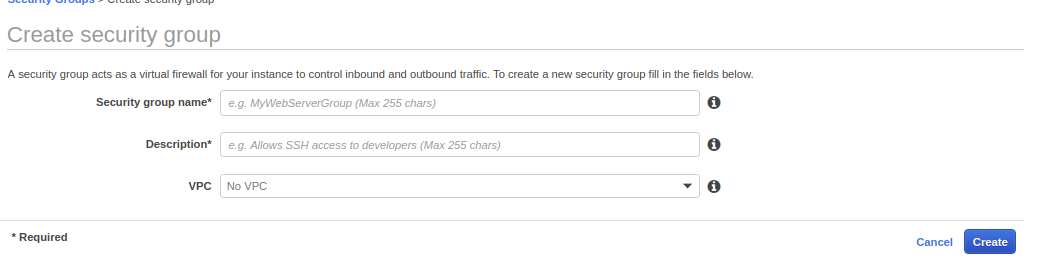 Security Groups > Create security group
Create security group
A security group acts as a virtual firewall for your instance to control inbound and outbound traffic. To create a new security group fill in the fields below.
Security group name* e.g. MyWebServerGroup (Max 255 chars)
Description* e.g. Allows SSH access to developers (Max 255 chars)
VPC No VPC
* Required Cancel Create